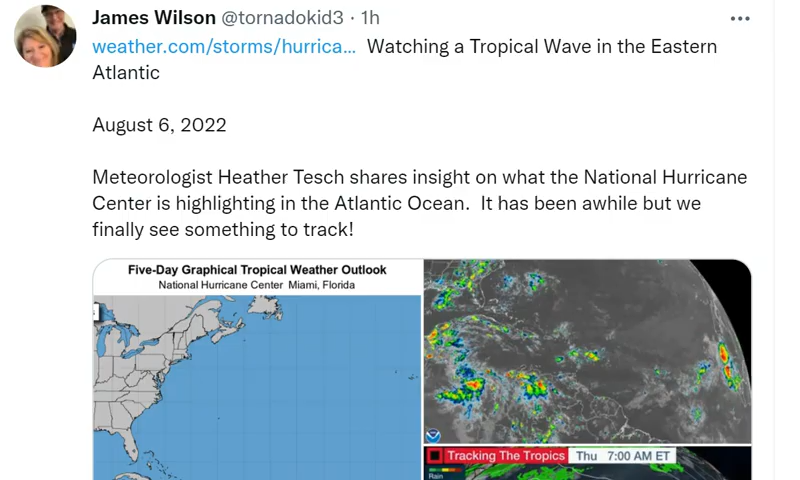 James Wilson @tornadokid3 · 1h
weather.com/storms/hurrica... Watching a Tropical Wave in the Eastern
Atlantic
August 6, 2022
Meteorologist Heather Tesch shares insight on what the National Hurricane
Center is highlighting in the Atlantic Ocean. It has been awhile but we
finally see something to track!
Five-Day Graphical Tropical Weather Outlook
National Hurricane Center Miami, Florida
Tracking The Tropics Thu 7:00 AM ET
Rain